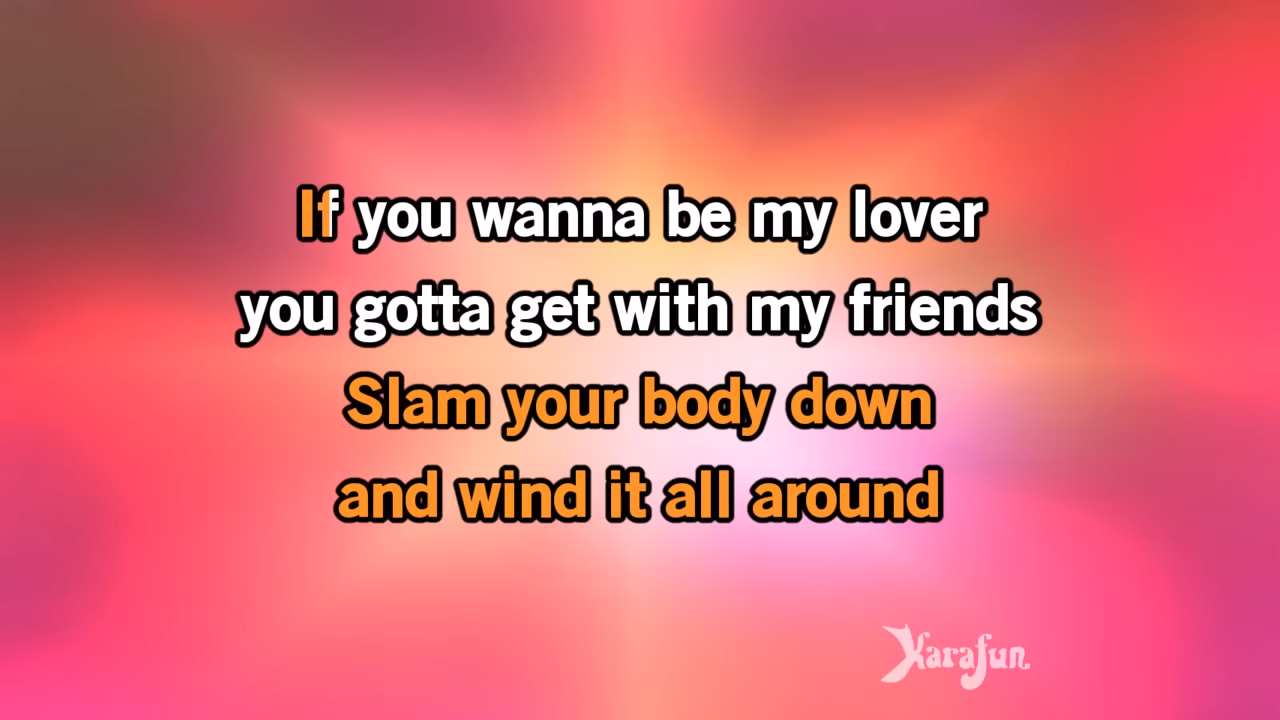 If you wanna be my lover
you gotta get with my friends
Slam your body down
and wind it all around
Karafun